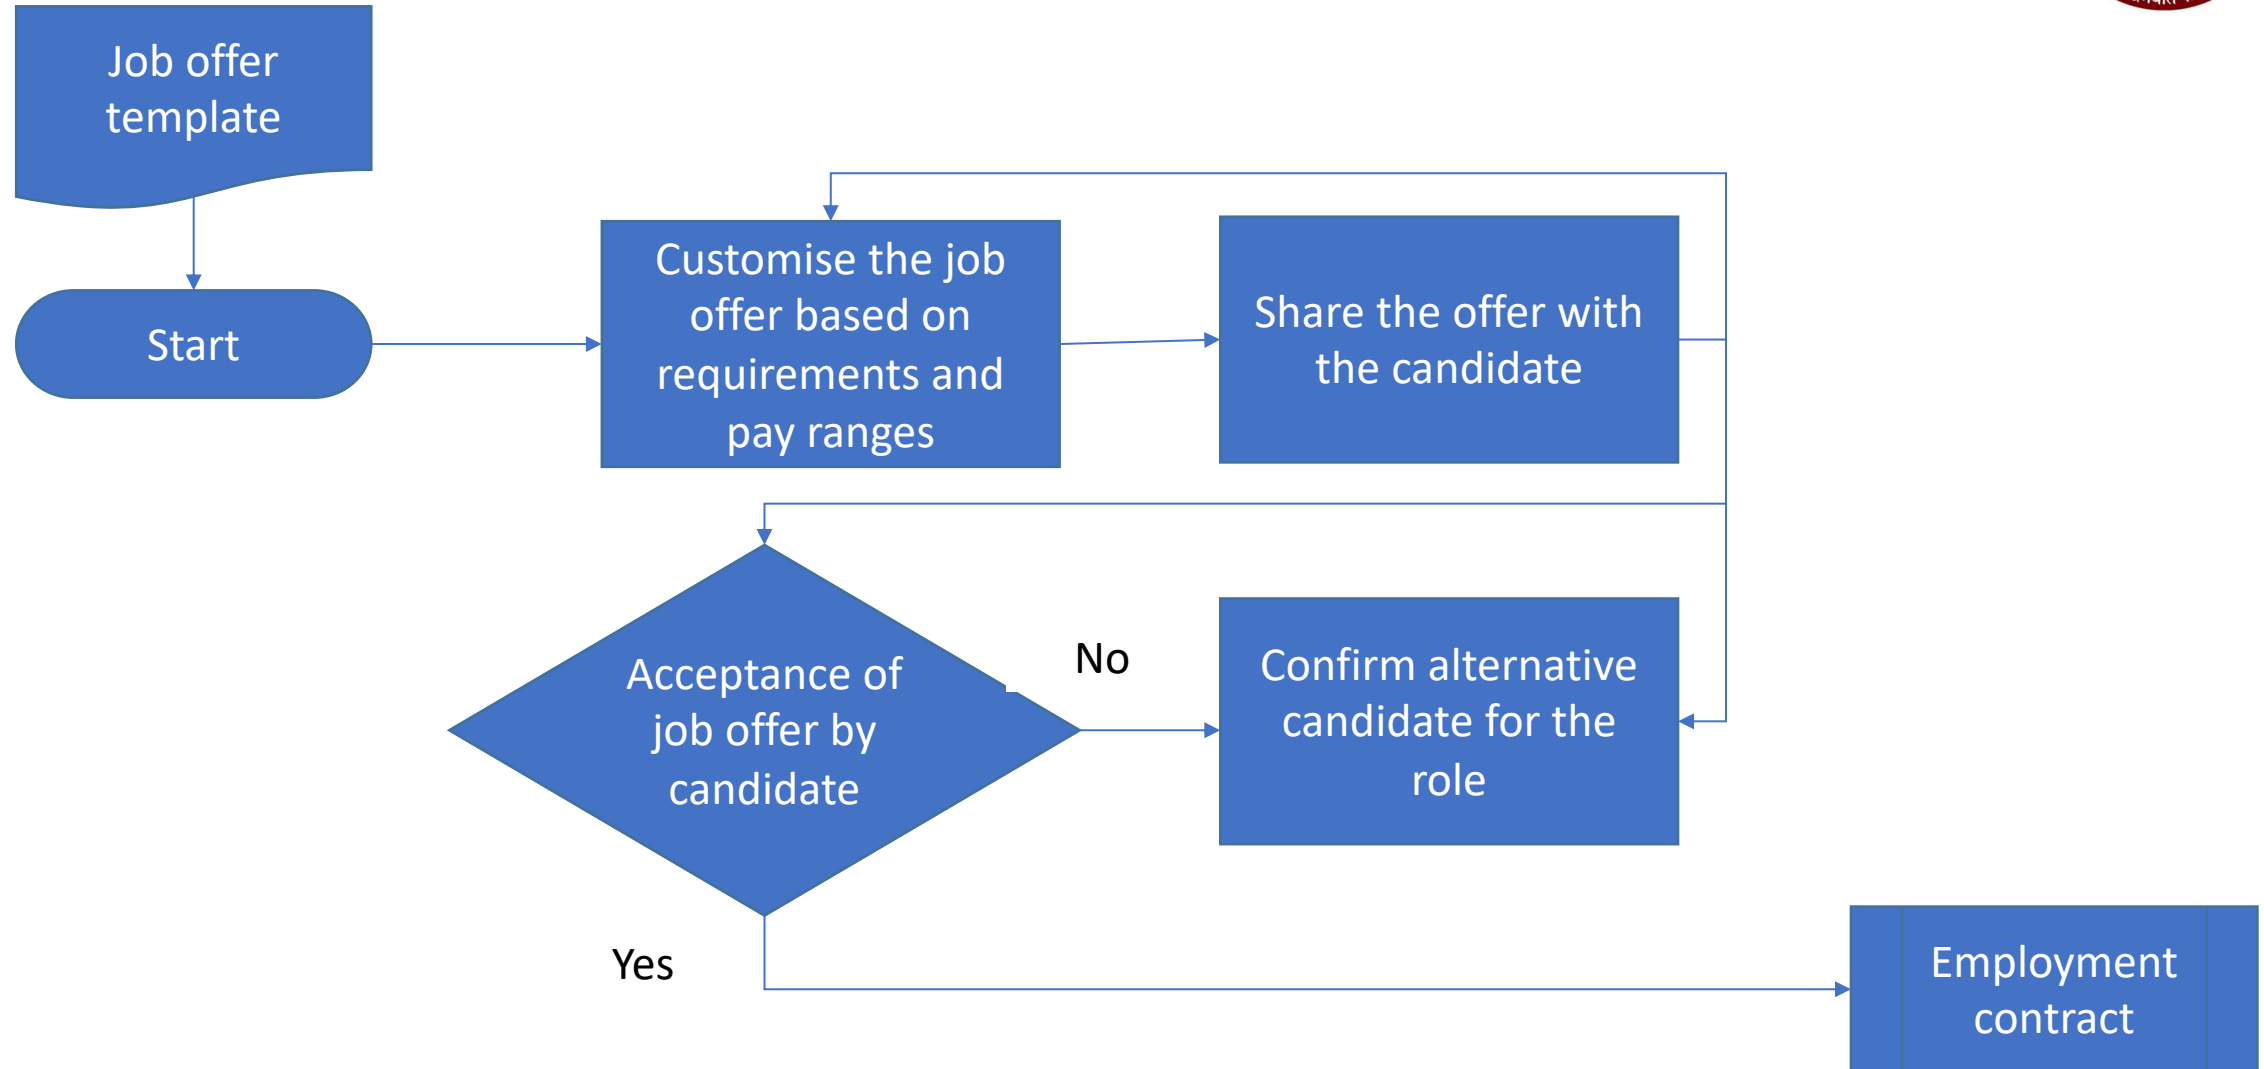 Job offer
template
Start
Customise the job
offer based on
requirements and
pay ranges
Share the offer with
the candidate
Acceptance of
job offer by
candidate
No
Confirm alternative
candidate for the
role
Yes
Employment
contract